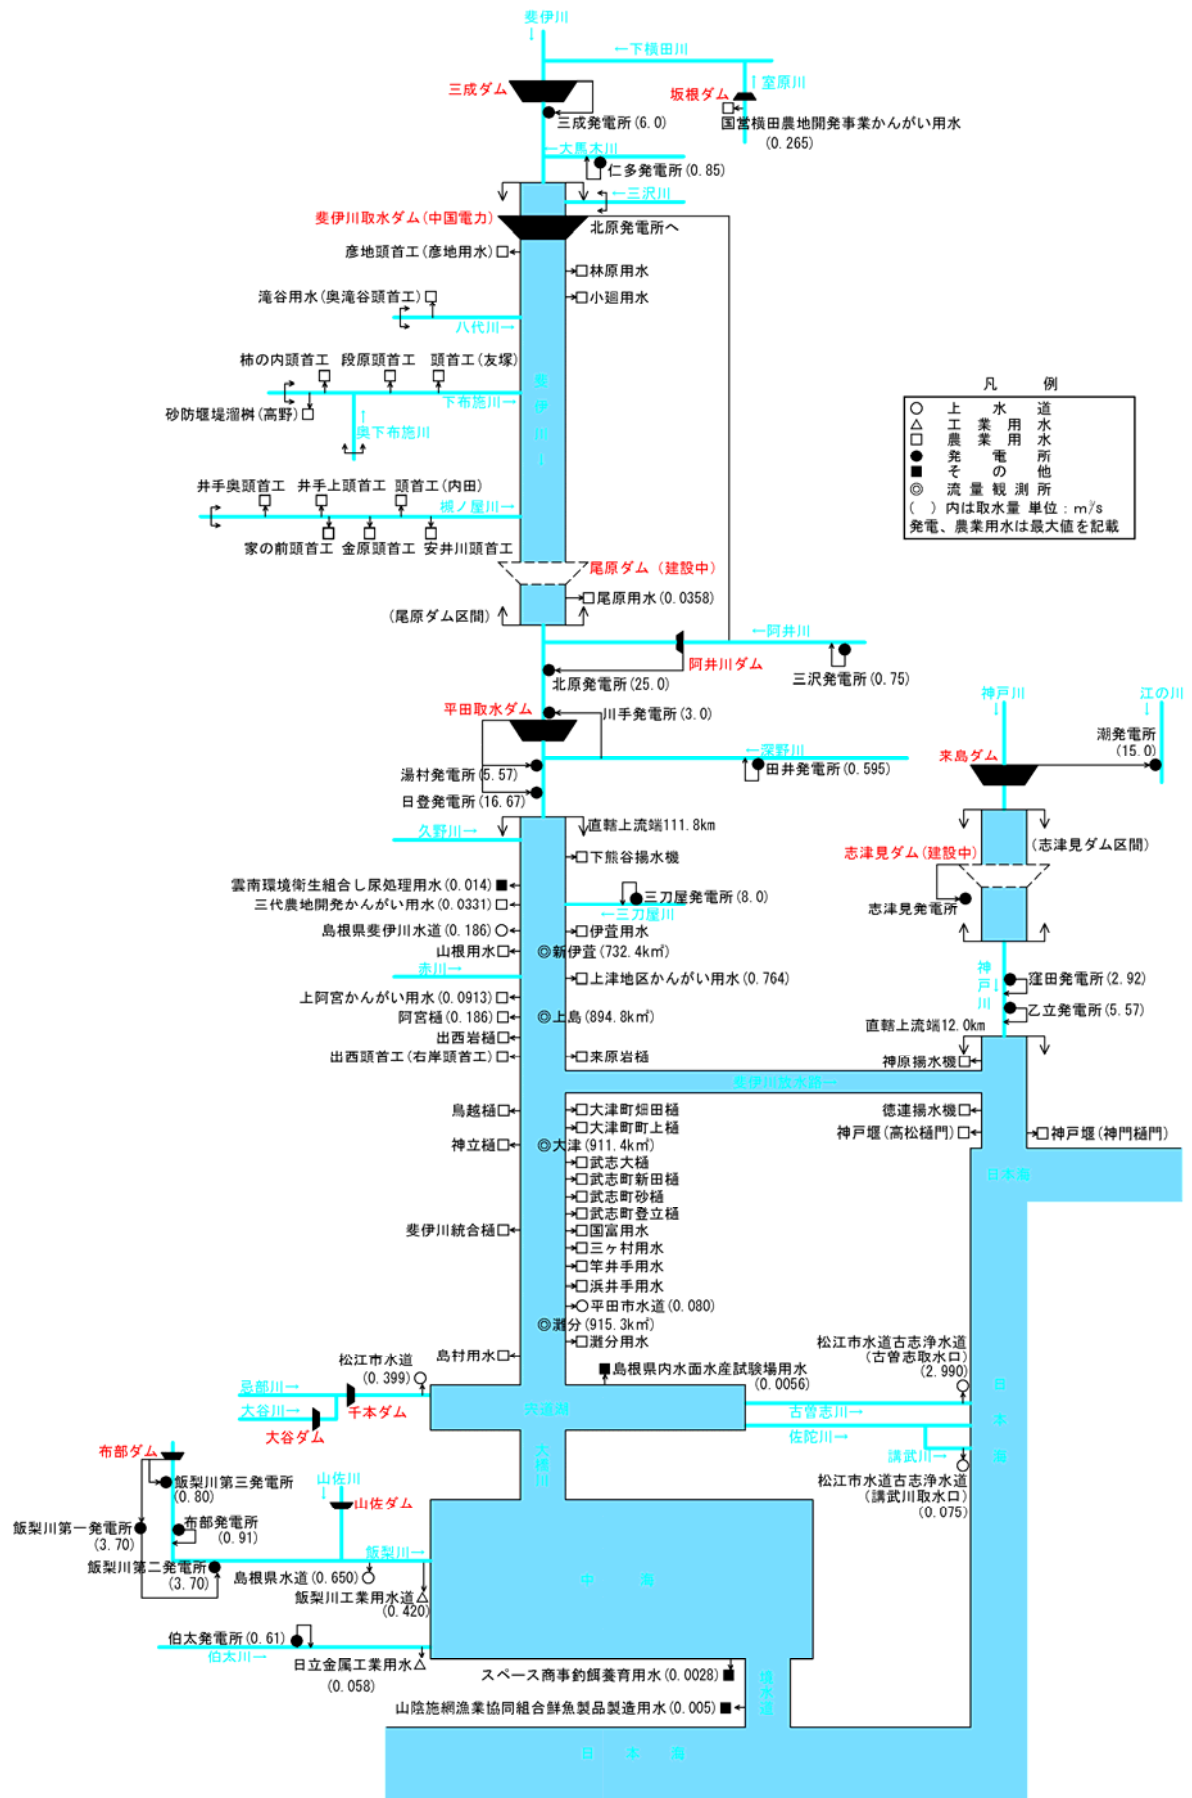 斐伊川
↓
←下横田川
三成ダム
坂根ダム
↑室原川
三成発電所(6.0)
国営横田農地開発事業かんがい用水
(0.265)
←大馬木川
仁多発電所(0.85)
←三沢川
斐伊川取水ダム(中国電力)
北原発電所へ
彦地頭首工(彦地用水)
林原用水
小廻用水
滝谷用水(奥滝谷頭首工)
八代川→
柿の内頭首工 段原頭首工 頭首工(友塚)
下布施川→
砂防堰堤溜桝(高野)
↑
奥下布施川
斐伊川↓
凡 例
○ 上水道
△ 工業用水
□ 農業用水
● 発電所
■ その他
◎ 流量観測所
( )内は取水量 単位:m³/s
発電、農業用水は最大値を記載
井手奥頭首工 井手上頭首工 頭首工(内田)
槻ノ屋川→
家の前頭首工 金原頭首工 安井川頭首工
尾原ダム(建設中)
尾原用水(0.0358)
(尾原ダム区間)
←阿井川
阿井川ダム
三沢発電所(0.75)
北原発電所(25.0)
平田取水ダム
川手発電所(3.0)
←深野川
湯村発電所(5.57)
田井発電所(0.595)
日登発電所(16.67)
神戸川
↓
江の川
↓
潮発電所
(15.0)
来島ダム
(志津見ダム区間)
志津見ダム(建設中)
志津見発電所
神戸川↓
窪田発電所(2.92)
乙立発電所(5.57)
直轄上流端12.0km
神原揚水機
直轄上流端111.8km
久野川→
下熊谷揚水機
雲南環境衛生組合し尿処理用水(0.014)
三刀屋発電所(8.0)
三代農地開発かんがい用水(0.0331)
←三刀屋川
島根県斐伊川水道(0.186)
伊萱用水
山根用水
◎新伊萱(732.4k㎡)
赤川→
上津地区かんがい用水(0.764)
上阿宮かんがい用水(0.0913)
阿宮樋(0.186)
◎上島(894.8k㎡)
出西岩樋
出西頭首工(右岸頭首工)
来原岩樋
斐伊川放水路→
鳥越樋
大津町畑田樋
徳連揚水機
大津町町上樋
神戸堰(高松樋門)
神戸堰(神門樋門)
神立樋
◎大津(911.4k㎡)
武志大樋
日本海
武志町新田樋
武志町砂樋
武志町登立樋
斐伊川統合樋
国富用水
三ヶ村用水
竿井手用水
浜井手用水
平田市水道(0.080)
◎灘分(915.3k㎡)
灘分用水
島村用水
松江市水道
(0.399)
島根県内水面水産試験場用水
(0.0056)
松江市水道古志浄水道
(古曽志取水口)
(2.990)
忌部川→
大谷川→
千本ダム
大谷ダム
宍道湖
古曽志川→
佐陀川→
講武川→
松江市水道古志浄水道
(講武川取水口)
(0.075)
日本海
大橋川
布部ダム
飯梨川第三発電所
(0.80)
山佐川
↓
山佐ダム
飯梨川第一発電所
(3.70)
布部発電所
(0.91)
飯梨川→
飯梨川第二発電所
(3.70)
島根県水道(0.650)
飯梨川工業用水道
(0.420)
中海
伯太発電所(0.61)
伯太川→
日立金属工業用水
(0.058)
スペース商事釣餌養育用水(0.0028)
境水道
山陰施網漁業協同組合鮮魚製品製造用水(0.005)
日本海